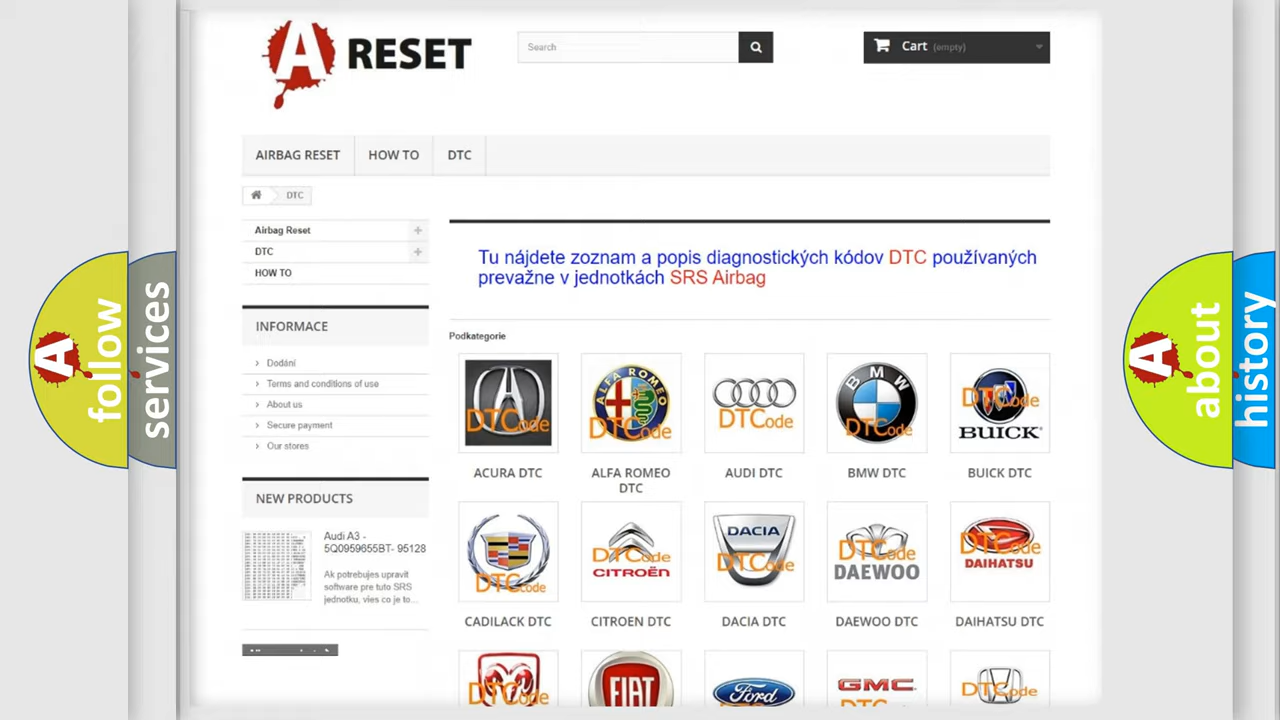 A RESET
Search
Cart (empty)
AIRBAG RESET
HOW TO
DTC
DTC
Airbag Reset
DTC
HOW TO
INFORMACE
Dodání
Terms and conditions of use
About us
Secure payment
Our stores
NEW PRODUCTS
Audi A3 -
5Q0959655BT- 95128
Ak potrebujes upravit
software pre tuto SRS
jednotku, vies co je to...
Tu nájdete zoznam a popis diagnostických kódov DTC používaných
prevažne v jednotkách SRS Airbag
Podkategorie
DTCode
ALFA ROMEO
DTCode
DTCode
BMW
DTCode
DTCode
BUICK
ACURA DTC
ALFA ROMEO
DTC
AUDI DTC
BMW DTC
BUICK DTC
DTCode
DTCode
CITROËN
DACIA
DTCode
DTCode
DAEWOO
DTCode
DAIHATSU
CADILACK DTC
CITROEN DTC
DACIA DTC
DAEWOO DTC
DAIHATSU DTC
DTCode
FIAT
Ford
GMC
DTCode
A follow
services
A about
history